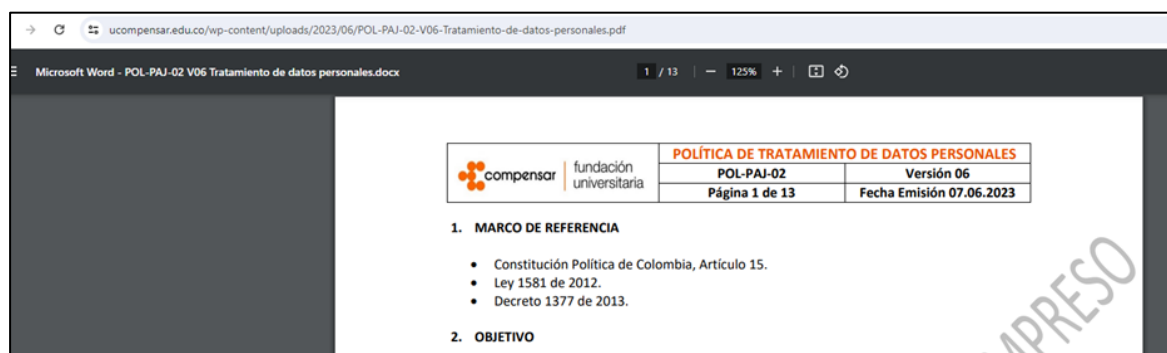 ucompensar.edu.co/wp-content/uploads/2023/06/POL-PAJ-02-V06-Tratamiento-de-datos-personales.pdf
Microsoft Word - POL-PAJ-02 V06 Tratamiento de datos personales.docx
1 / 13
125%
compensar
fundación
universitaria
POLÍTICA DE TRATAMIENTO DE DATOS PERSONALES
POL-PAJ-02 Versión 06
Página 1 de 13 Fecha Emisión 07.06.2023
1. MARCO DE REFERENCIA
• Constitución Política de Colombia, Artículo 15.
• Ley 1581 de 2012.
• Decreto 1377 de 2013.
2. OBJETIVO